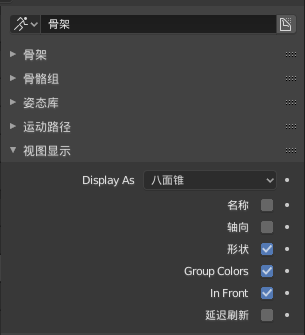 骨架
骨架
骨骼组
姿态库
运动路径
视图显示
Display As 八面锥
名称
轴向
形状
Group Colors
In Front
延迟刷新